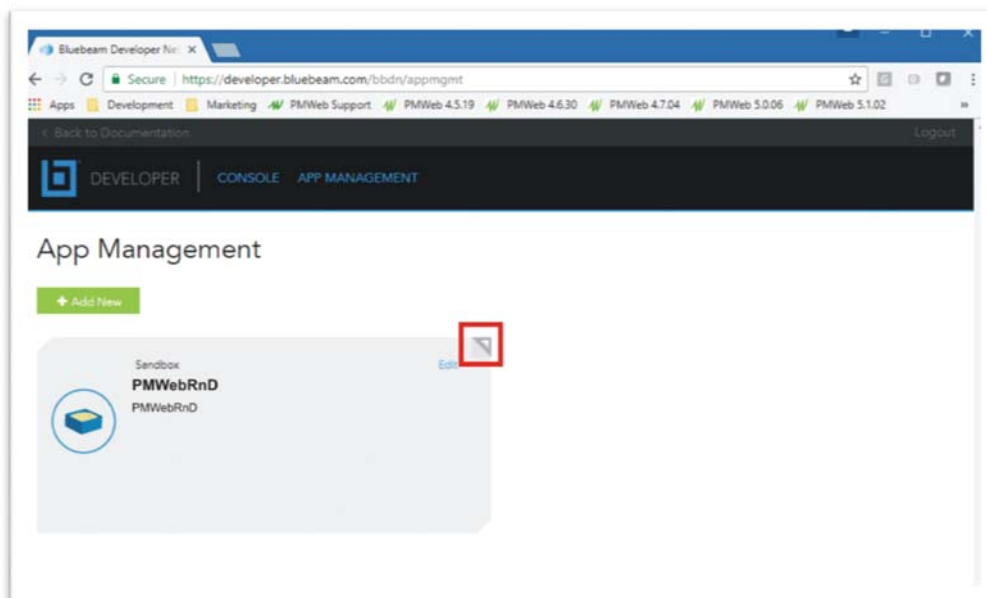 Bluebeam Developer Ne
Secure | https://developer.bluebeam.com/bbdn/appmgmt
Apps Development Marketing PMWeb Support PMWeb 4.5.19 PMWeb 4.6.30 PMWeb 4.7.04 PMWeb 5.0.06 PMWeb 5.1.02 »
< Back to Documentation Logout
DEVELOPER | CONSOLE APP MANAGEMENT
App Management
+ Add New
Sandbox Edit
PMWebRnD
PMWebRnD